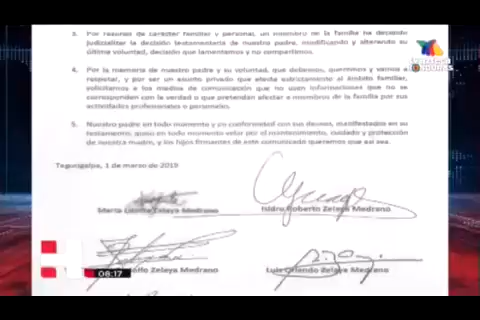 3. Por razones de carácter familiar y personal, un miembro de la familia ha decidido
judicializar la decisión testamentaria de nuestro padre, modificando y alterando su
última voluntad, decisión que lamentamos y no compartimos.
4. Por la memoria de nuestro padre y su voluntad, que debemos, queremos y vamos a
respetar, y por ser un asunto privado que afecta estrictamente al ámbito familiar,
solicitamos a los medios de comunicación que no usen informaciones que no se
corresponden con la verdad o que pretendan afectar a miembros de la familia por sus
actividades profesionales o personales.
5. Nuestro padre en todo momento y en conformidad con sus deseos, manifestados en su
testamento, quiso en todo momento velar por el mantenimiento, cuidado y protección
de nuestra madre, y los hijos firmantes de este comunicado queremos que así sea.
Tegucigalpa, 1 de marzo de 2019
Marta Zelaya Medrano
Isidro Roberto Zelaya Medrano
Zelaya Medrano
Luis Orlando Zelaya Medrano
08:17